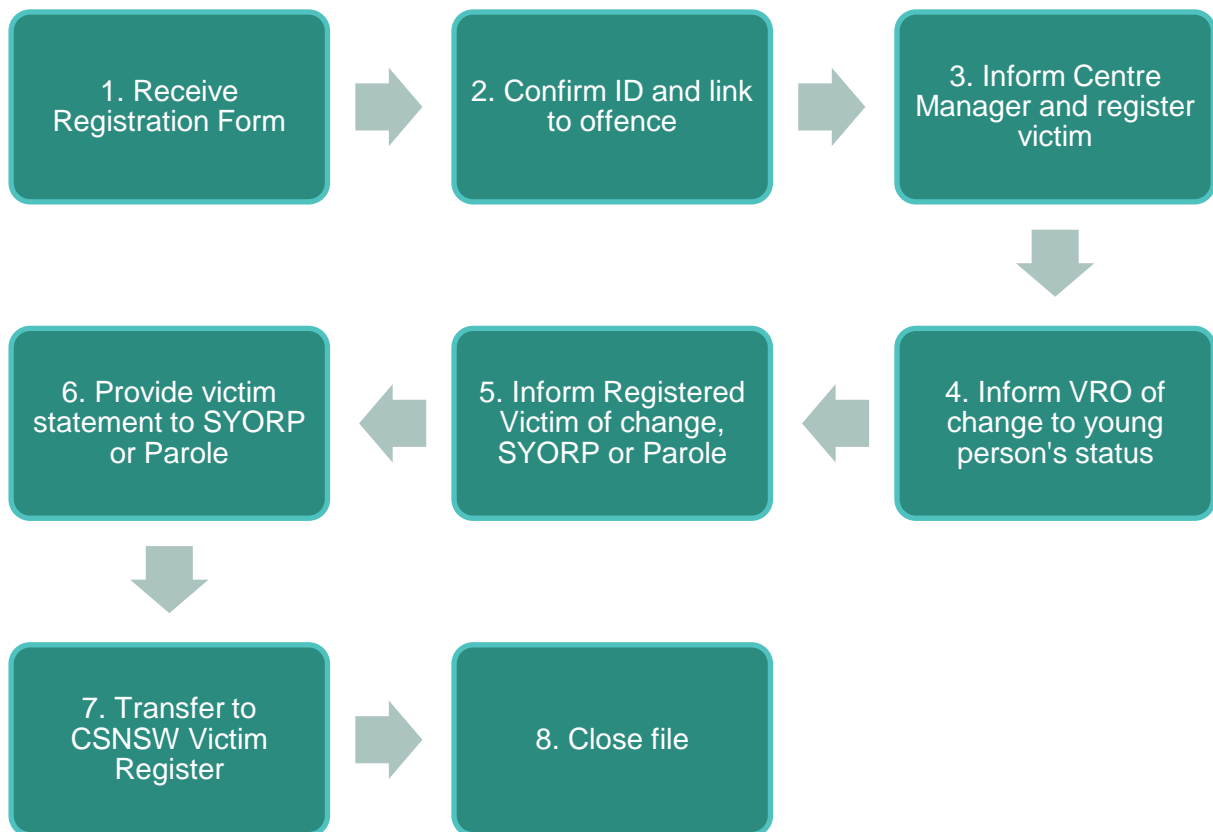 1. Receive
Registration Form
2. Confirm ID and link
to offence
3. Inform Centre
Manager and register
victim
4. Inform VRO of
change to young
person's status
5. Inform Registered
Victim of change,
SYORP or Parole
6. Provide victim
statement to SYORP
or Parole
7. Transfer to
CSNSW Victim
Register
8. Close file